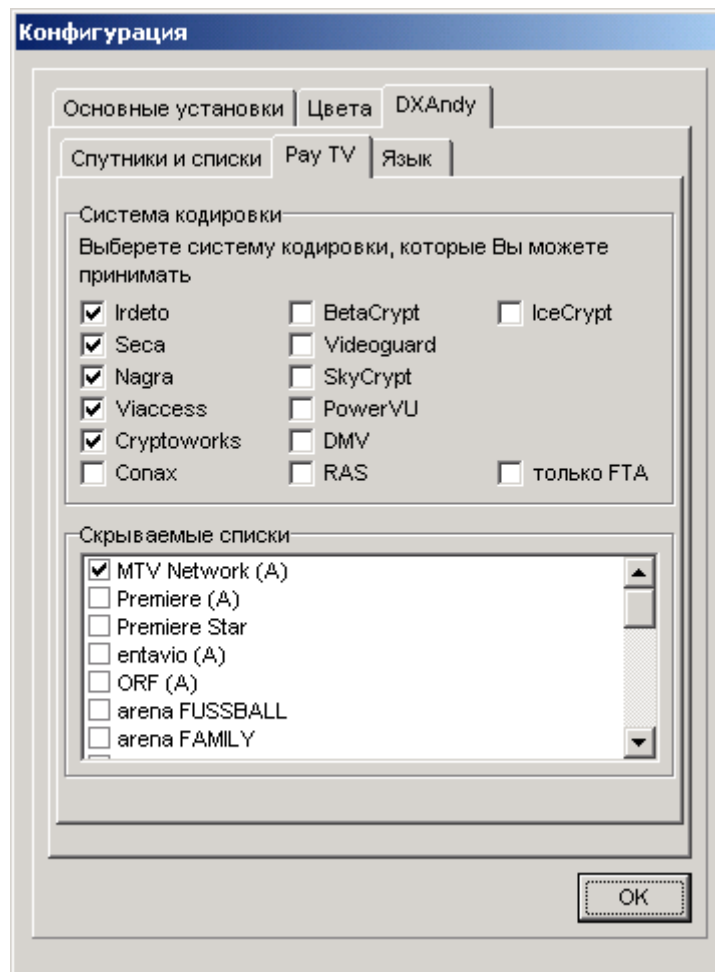 Конфигурация
Основные установки Цвета DXAndy
Спутники и списки Pay TV Язык
Система кодировки
Выберете систему кодировки, которые Вы можете
принимать
Irdeto BetaCrypt IceCrypt
Seca Videoguard
Nagra SkyCrypt
Viaccess PowerVU
Cryptoworks DMV
Conax RAS только FTA
Скрываемые списки
MTV Network (A)
Premiere (A)
Premiere Star
entavio (A)
ORF (A)
arena FUSSBALL
arena FAMILY
OK